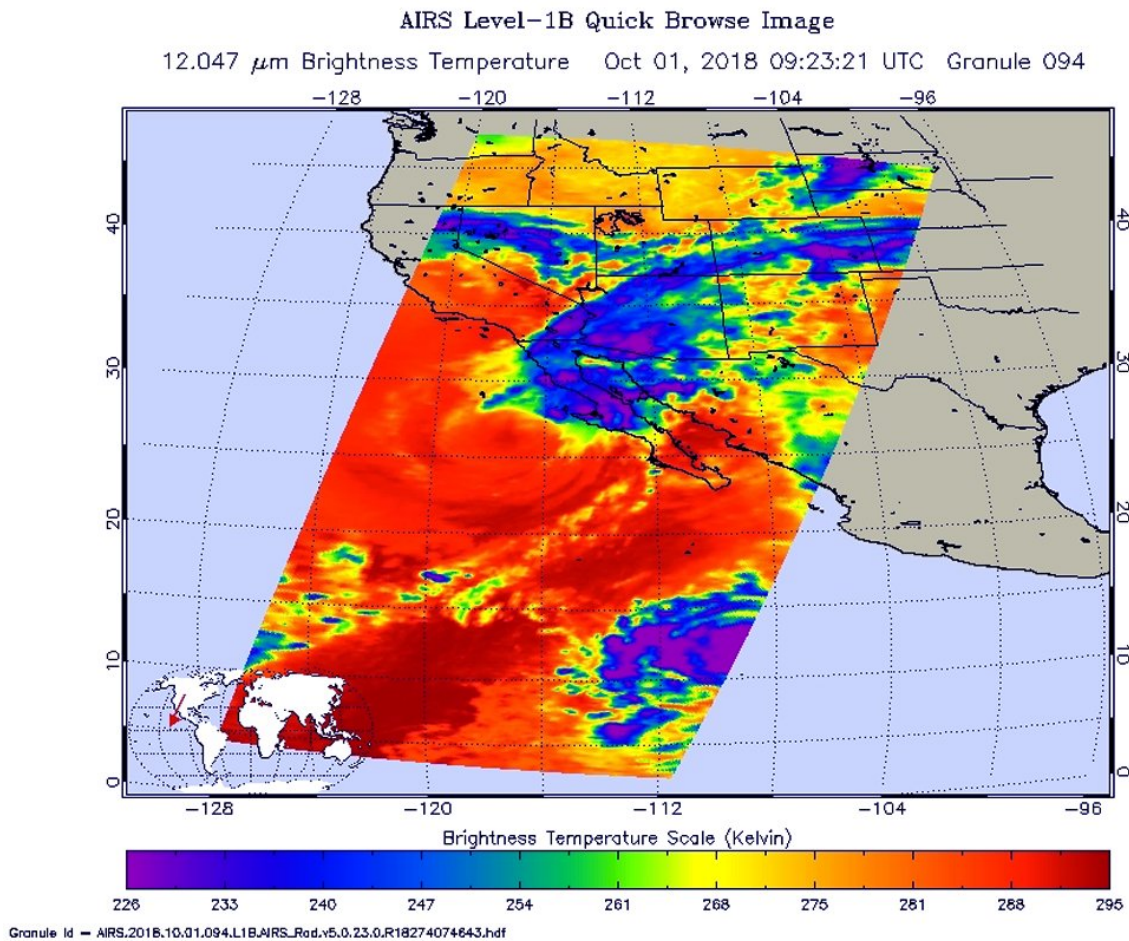 AIRS Level-1B Quick Browse Image
12.047 μm Brightness Temperature Oct 01, 2018 09:23:21 UTC Granule 094
-128 -120 -112 -104 -96
40 40
30 30
20 20
10 10
0 0
-128 -120 -112 -104 -96
Brightness Temperature Scale (Kelvin)
226 233 240 247 254 261 268 275 281 288 295
Granule Id - AIRS.2018.10.01.094.L1B.AIRS_Rad.v5.0.23.0.R18274074643.hdf